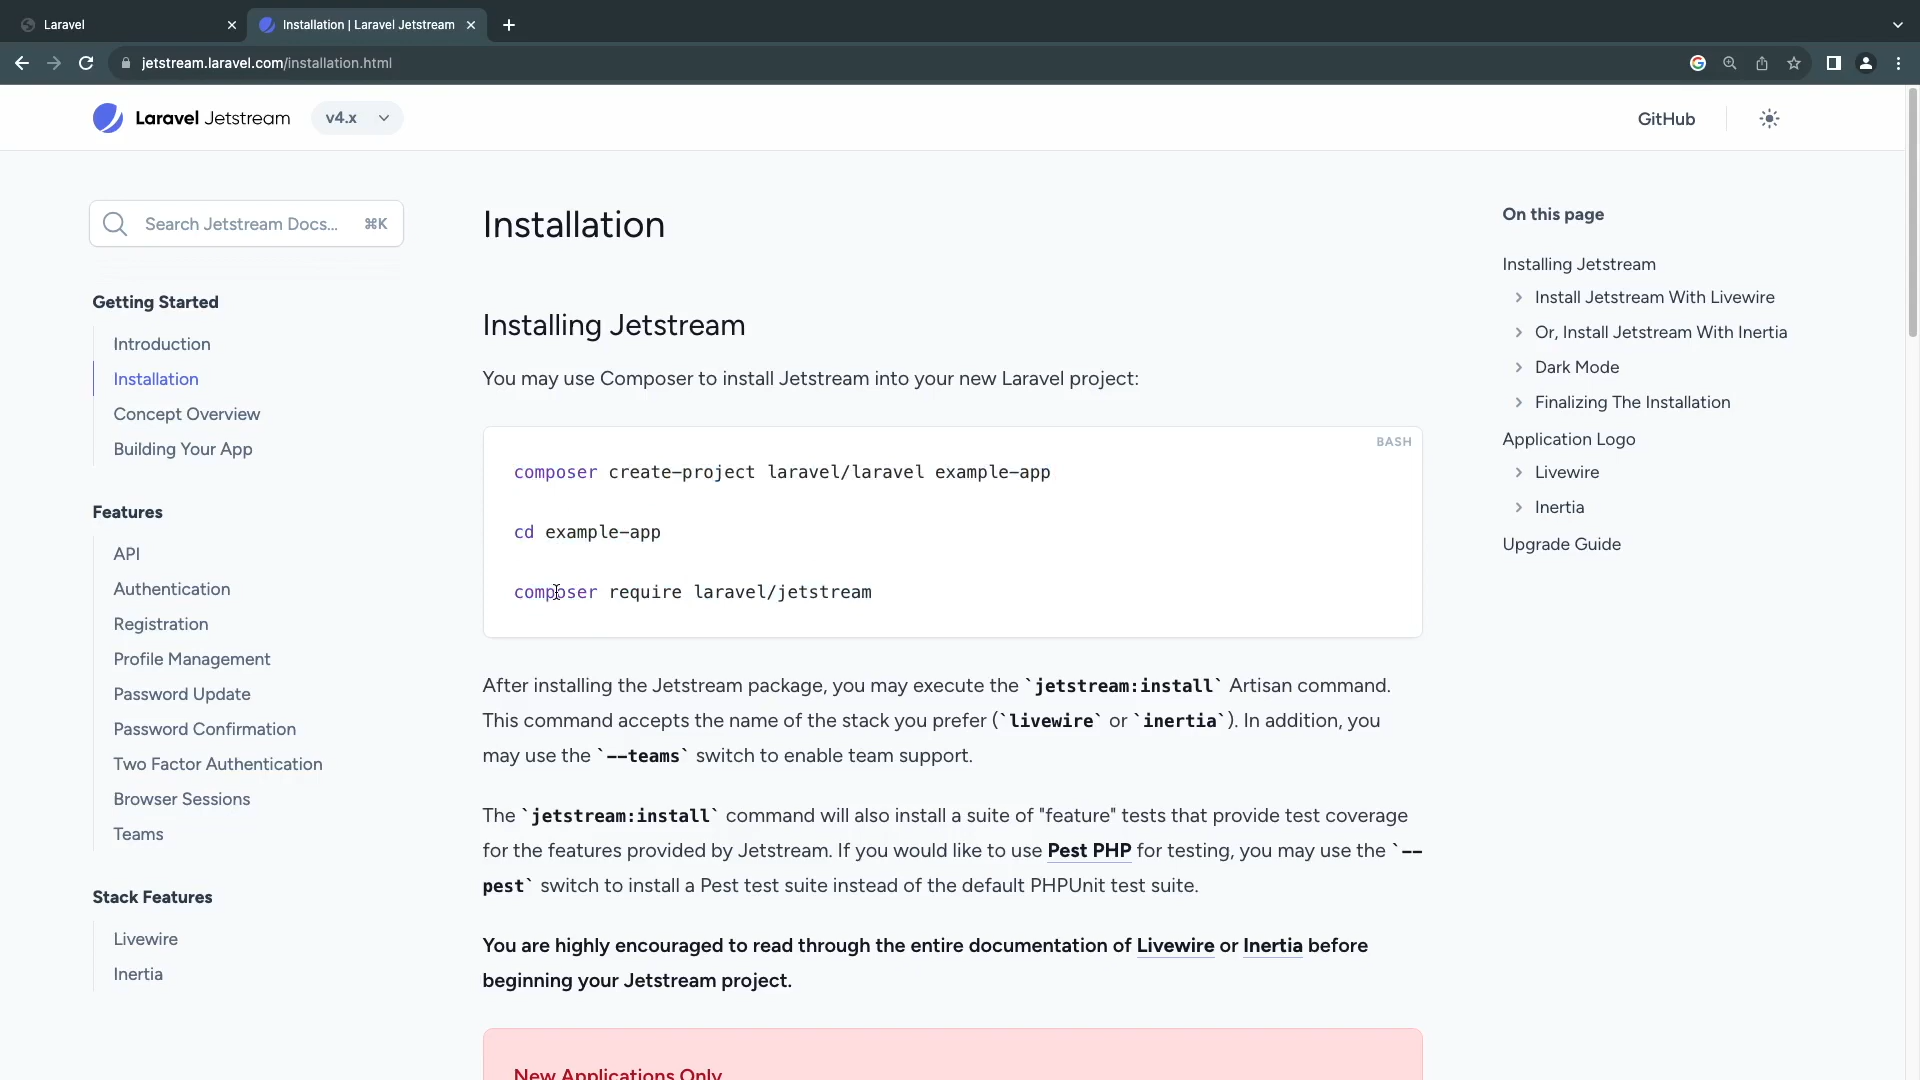 Laravel
Installation | Laravel Jetstream
jetstream.laravel.com/installation.html
Laravel Jetstream
v4.x
GitHub
Search Jetstream Docs... ⌘K
Getting Started
Introduction
Installation
Concept Overview
Building Your App
Features
API
Authentication
Registration
Profile Management
Password Update
Password Confirmation
Two Factor Authentication
Browser Sessions
Teams
Stack Features
Livewire
Inertia
Installation
Installing Jetstream
You may use Composer to install Jetstream into your new Laravel project:
BASH
composer create-project laravel/laravel example-app
cd example-app
composer require laravel/jetstream
After installing the Jetstream package, you may execute the `jetstream:install` Artisan command.
This command accepts the name of the stack you prefer (`livewire` or `inertia`). In addition, you
may use the `--teams` switch to enable team support.
The `jetstream:install` command will also install a suite of "feature" tests that provide test coverage
for the features provided by Jetstream. If you would like to use Pest PHP for testing, you may use the `--
pest` switch to install a Pest test suite instead of the default PHPUnit test suite.
You are highly encouraged to read through the entire documentation of Livewire or Inertia before
beginning your Jetstream project.
New Applications Only
On this page
Installing Jetstream
Install Jetstream With Livewire
Or, Install Jetstream With Inertia
Dark Mode
Finalizing The Installation
Application Logo
Livewire
Inertia
Upgrade Guide